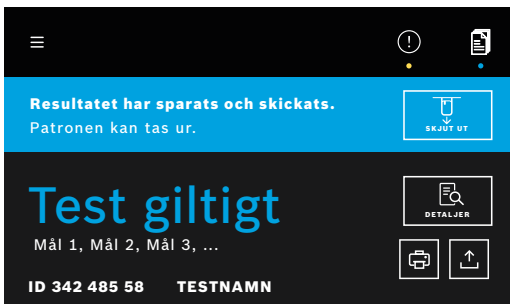 Resultatet har sparats och skickats.
Patronen kan tas ur.
SKJUT UT
Test giltigt
Mål 1, Mål 2, Mål 3, ...
DETALJER
ID 342 485 58 TESTNAMN